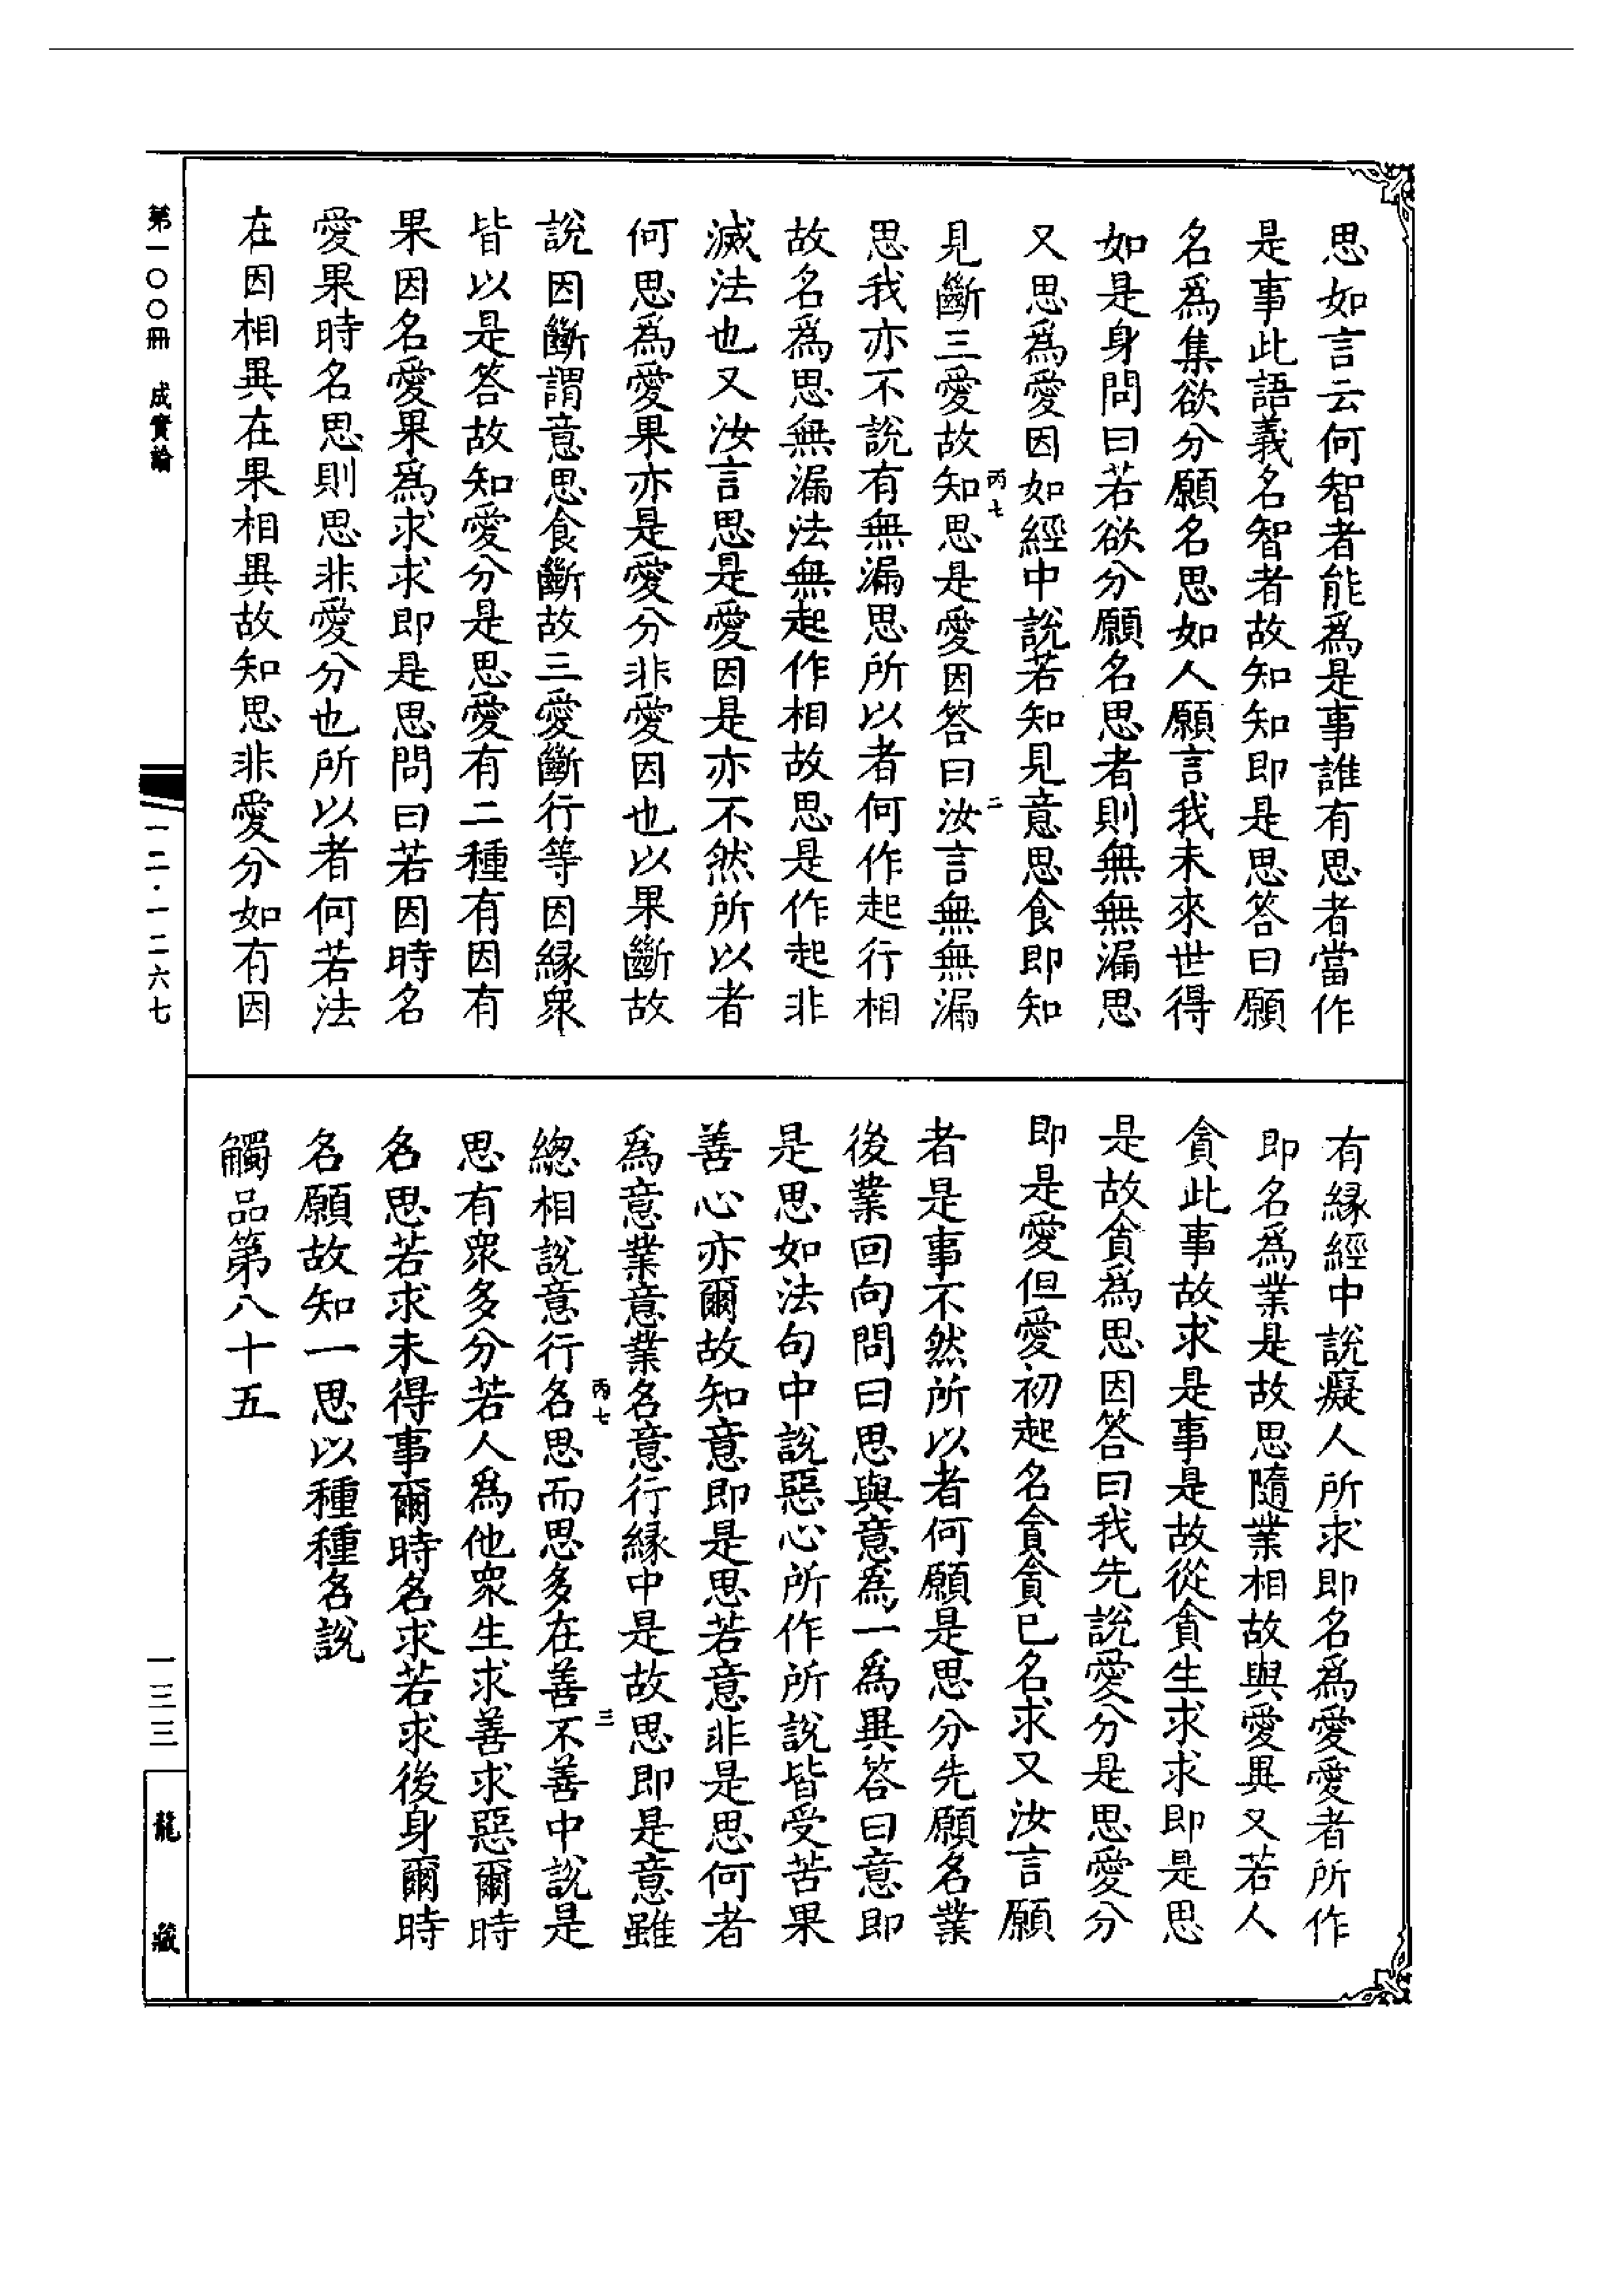 思如言云何智者能爲是事誰有思者當作
是事此語義名智者故知知即是思答曰願
名爲集欲分願名思如人願言我未來世得
如是身問曰若欲分願名思者則無無漏思
又思爲愛因如經中說若知見意思食即知
丙七
二
見斷三愛故知思是愛因答曰汝言無無漏
思我亦不說有無漏思所以者何作起行相
故名爲思無漏法無起作相故思是作起非
滅法也又汝言思是愛因是亦不然所以者
何思爲愛果亦是愛分非愛因也以果斷故
說因斷謂意思食斷故三愛斷行等因緣衆
皆以是答故知愛分是思愛有二種有因有
果因名愛果爲求求即是思問曰若因時名
愛果時名思則思非愛分也所以者何若法
在因相異在果相異故知思非愛分如有因
有緣經中說癡人所求即名爲愛愛者所作
即名爲業是故思隨業相故與愛異又若人
貪此事故求是事是故從貪生求求即是思
是故貪爲思因答曰我先說愛分是思愛分
即是愛但愛初起名貪貪已名求又汝言願
者是事不然所以者何願是思分先願名業
後業回向問曰思與意爲一爲異答曰意即
是思如法句中說惡心所作所說皆受苦果
善心亦爾故知意即是思若意非是思何者
爲意業意業名意行緣中是故思即是意雖
丙七
三
總相說意行名思而思多在善不善中說是
思有衆多分若人爲他衆生求善求惡爾時
名思若求未得事爾時名求若求後身爾時
名願故知一思以種種名說
觸品第八十五
第一〇〇冊 成實論
一二·一二六七
一三三
龍藏